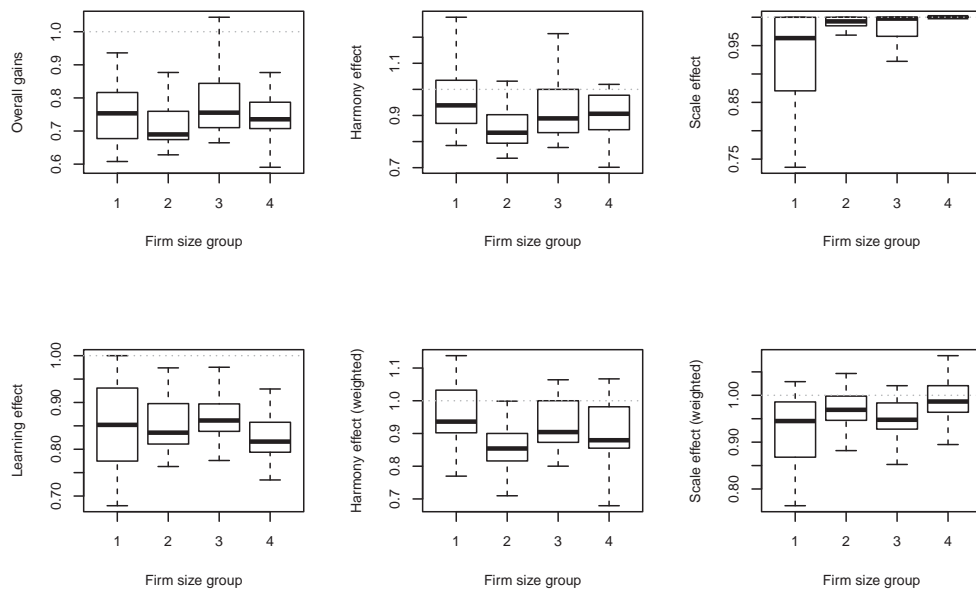 Overall gains
1.0
0.9
0.8
0.7
0.6
1 2 3 4
Firm size group
Harmony effect
1.1
0.9
0.7
1 2 3 4
Firm size group
Scale effect
0.95
0.85
0.75
1 2 3 4
Firm size group
Learning effect
1.00
0.90
0.80
0.70
1 2 3 4
Firm size group
Harmony effect (weighted)
1.1
1.0
0.9
0.8
0.7
1 2 3 4
Firm size group
Scale effect (weighted)
1.00
0.90
0.80
1 2 3 4
Firm size group